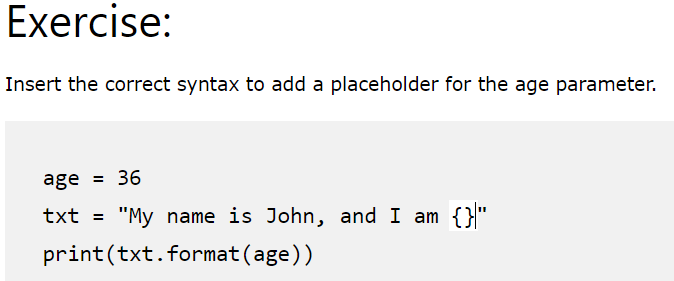 Exercise:
Insert the correct syntax to add a placeholder for the age parameter.
age = 36
txt = "My name is John, and I am {}"
print(txt.format(age))